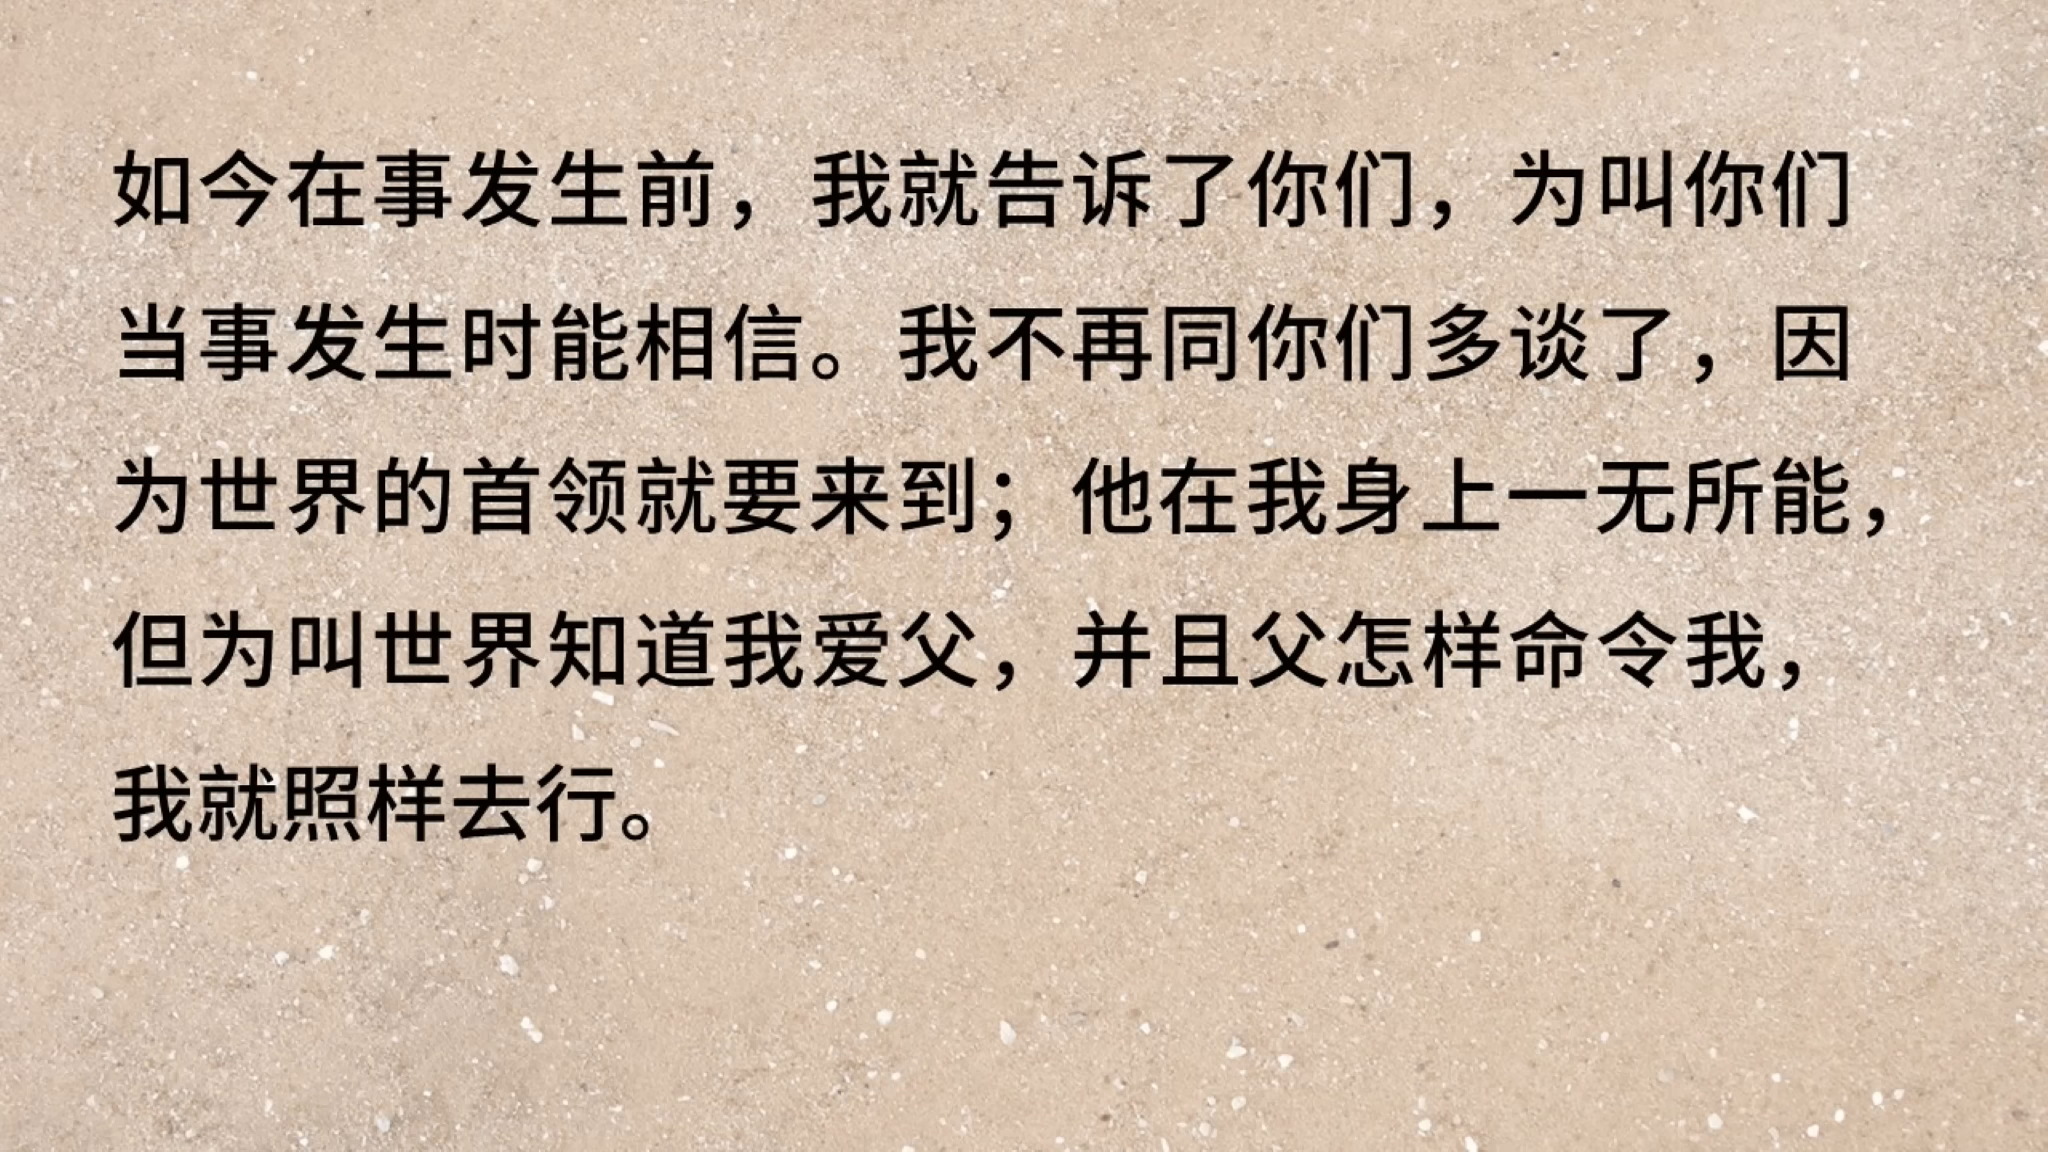 如今在事发生前，我就告诉了你们，为叫你们
当事发生时能相信。我不再同你们多谈了，因
为世界的首领就要来到；他在我身上一无所能，
但为叫世界知道我爱父，并且父怎样命令我，
我就照样去行。